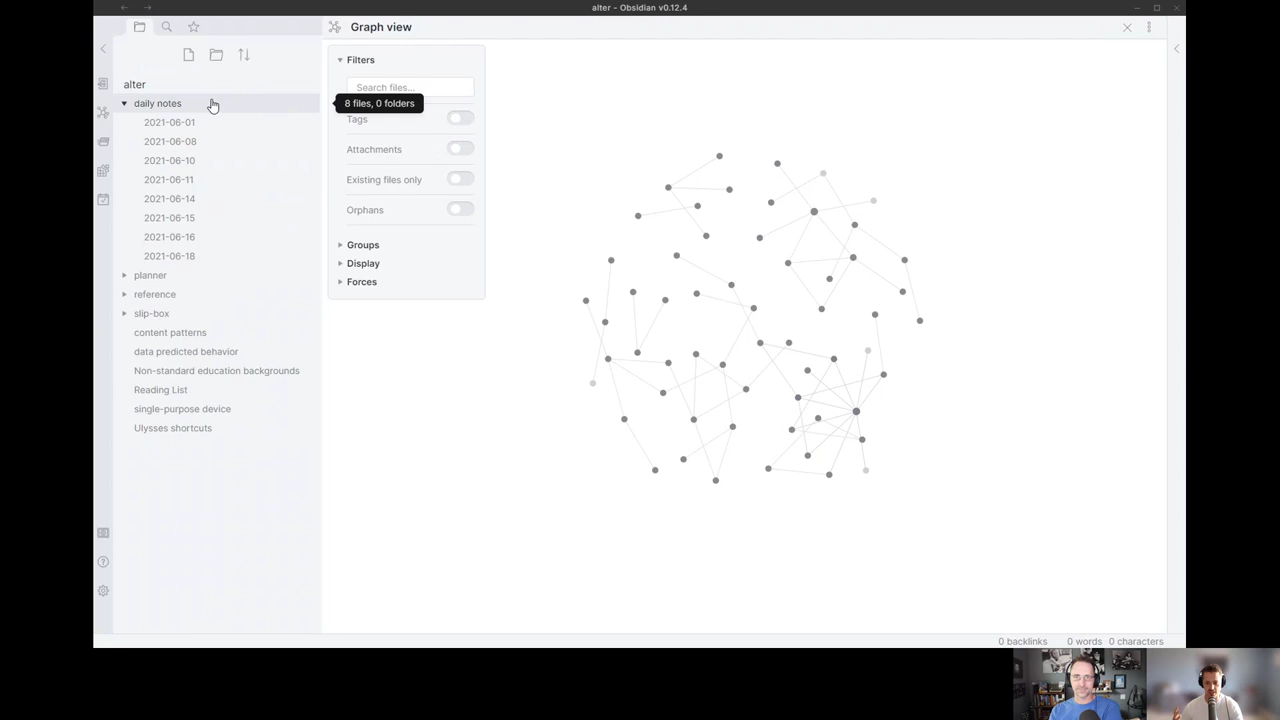 alter - Obsidian v0.12.4
Graph view
alter
daily notes
2021-06-01
2021-06-08
2021-06-10
2021-06-11
2021-06-14
2021-06-15
2021-06-16
2021-06-18
planner
reference
slip-box
content patterns
data predicted behavior
Non-standard education backgrounds
Reading List
single-purpose device
Ulysses shortcuts
Filters
Search files...
8 files, 0 folders
Tags
Attachments
Existing files only
Orphans
Groups
Display
Forces
0 backlinks 0 words 0 characters